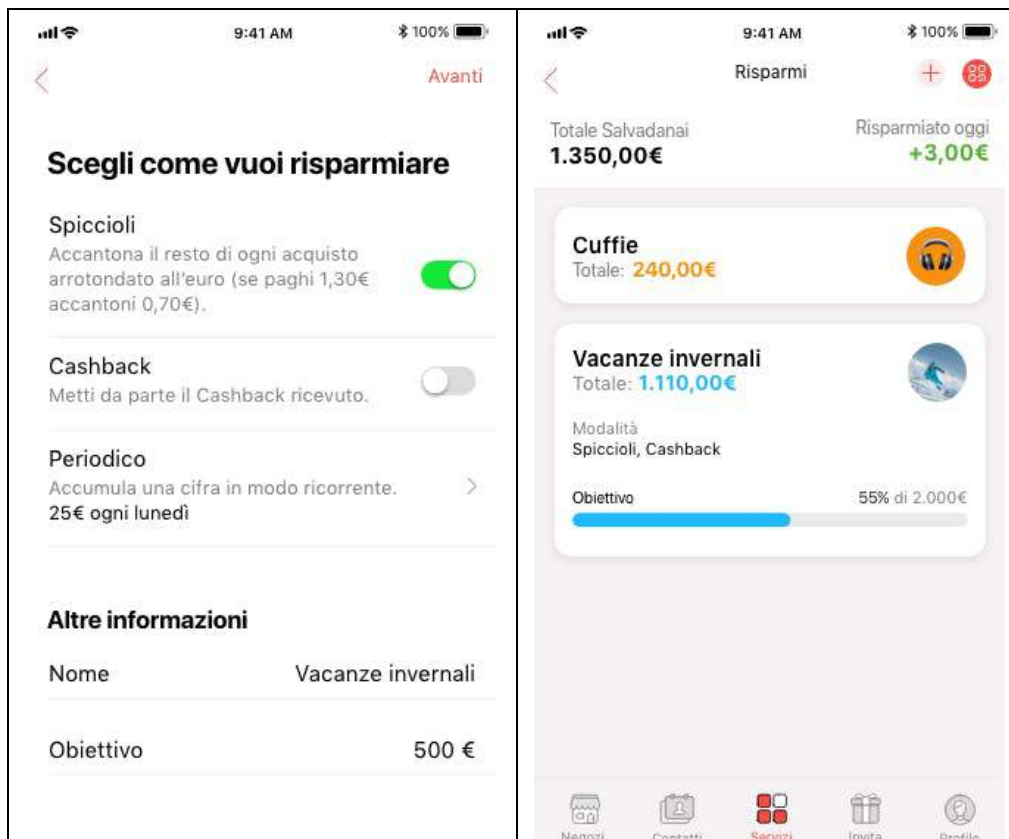 9:41 AM
100%
Avanti
Scegli come vuoi risparmiare
Spiccioli
Accantona il resto di ogni acquisto
arrotondato all'euro (se paghi 1,30€
accantoni 0,70€).
Cashback
Metti da parte il Cashback ricevuto.
Periodico
Accumula una cifra in modo ricorrente.
25€ ogni lunedì
Altre informazioni
Nome Vacanze invernali
Obiettivo 500 €
9:41 AM
100%
Risparmi
Totale Salvadanai Risparmiato oggi
1.350,00€ +3,00€
Cuffie
Totale: 240,00€
Vacanze invernali
Totale: 1.110,00€
Modalità
Spiccioli, Cashback
Obiettivo 55% di 2.000€
Negozi Contatti Servizi Invita Profilo